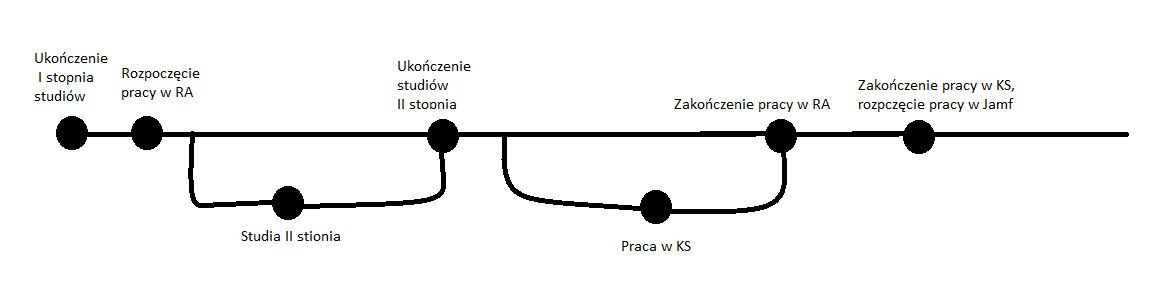 Ukończenie
I stopnia
studiów
Rozpoczęcie
pracy w RA
Ukończenie
studiów
II stopnia
Zakończenie pracy w RA
Zakończenie pracy w KS,
rozpczęcie pracy w Jamf
Studia II stionia
Praca w KS